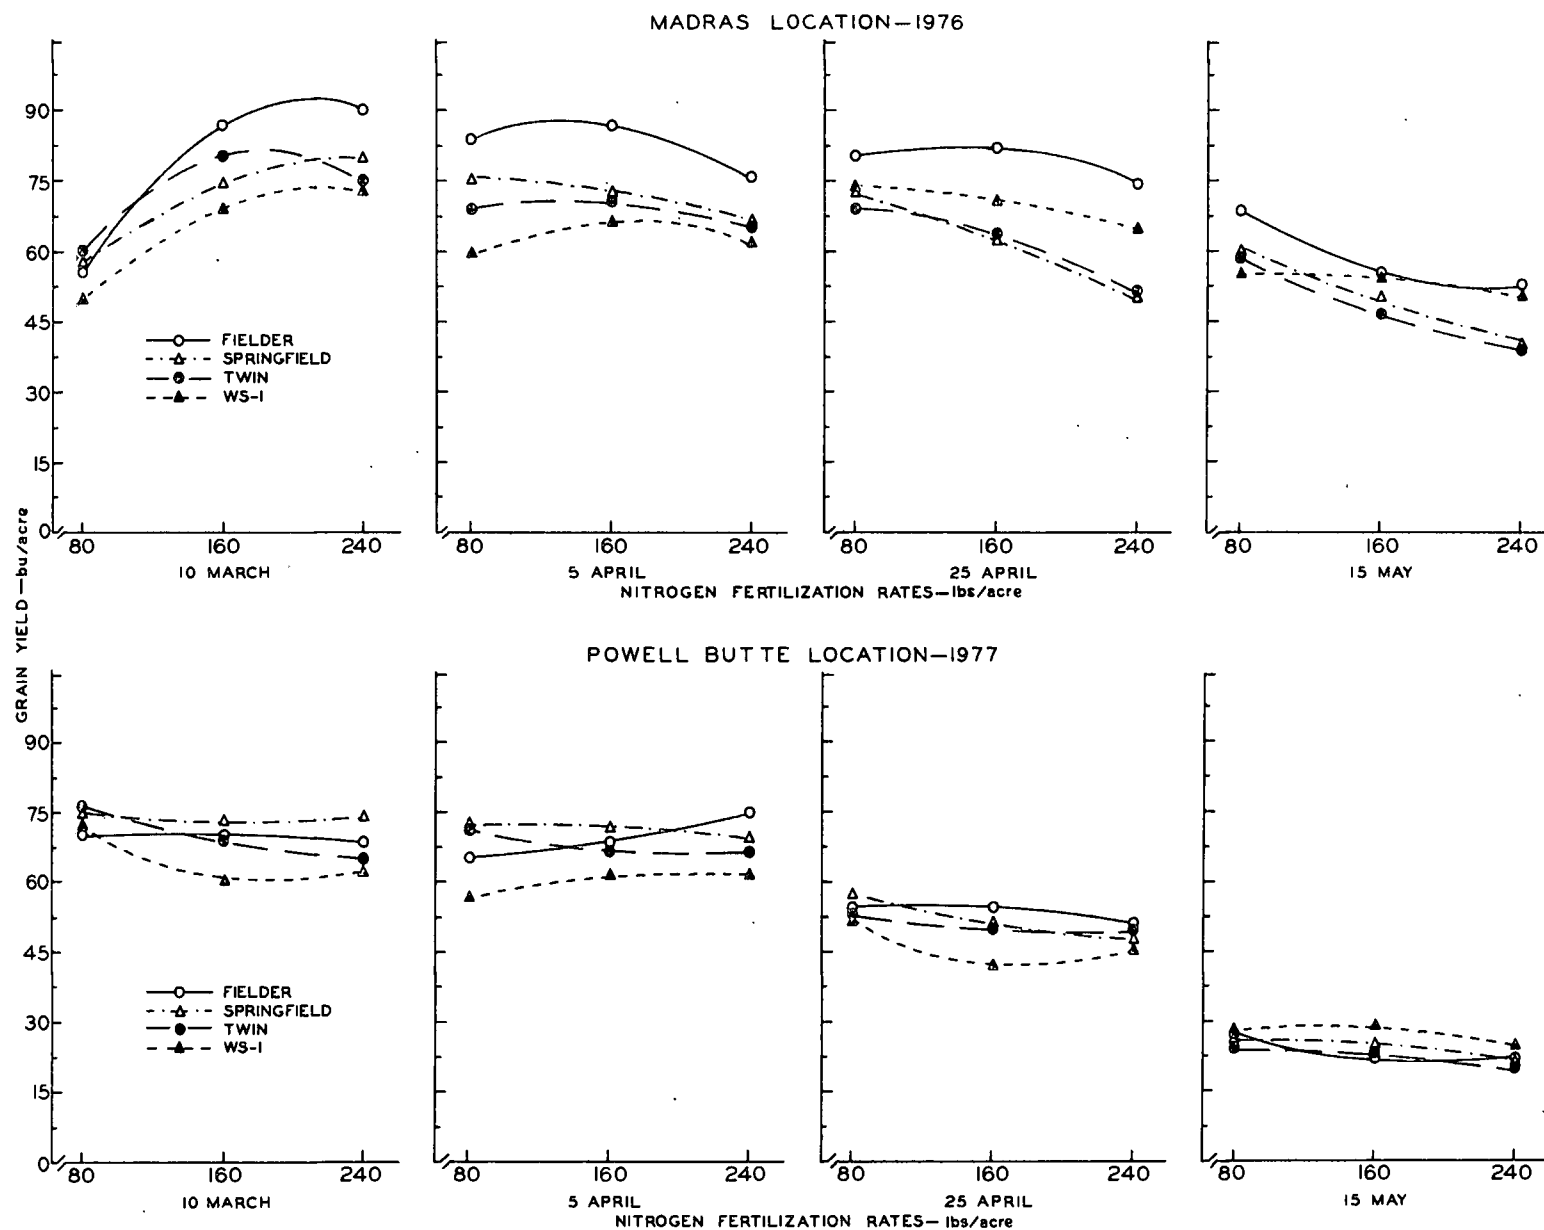 MADRAS LOCATION—1976
GRAIN YIELD—bu/acre
90
75
60
45
30
15
0
FIELDER
SPRINGFIELD
TWIN
WS-1
80 160 240
10 MARCH
80 160 240
5 APRIL
80 160 240
25 APRIL
80 160 240
15 MAY
NITROGEN FERTILIZATION RATES—lbs/acre
POWELL BUTTE LOCATION—1977
90
75
60
45
30
15
0
FIELDER
SPRINGFIELD
TWIN
WS-1
80 160 240
10 MARCH
80 160 240
5 APRIL
80 160 240
25 APRIL
80 160 240
15 MAY
NITROGEN FERTILIZATION RATES—lbs/acre